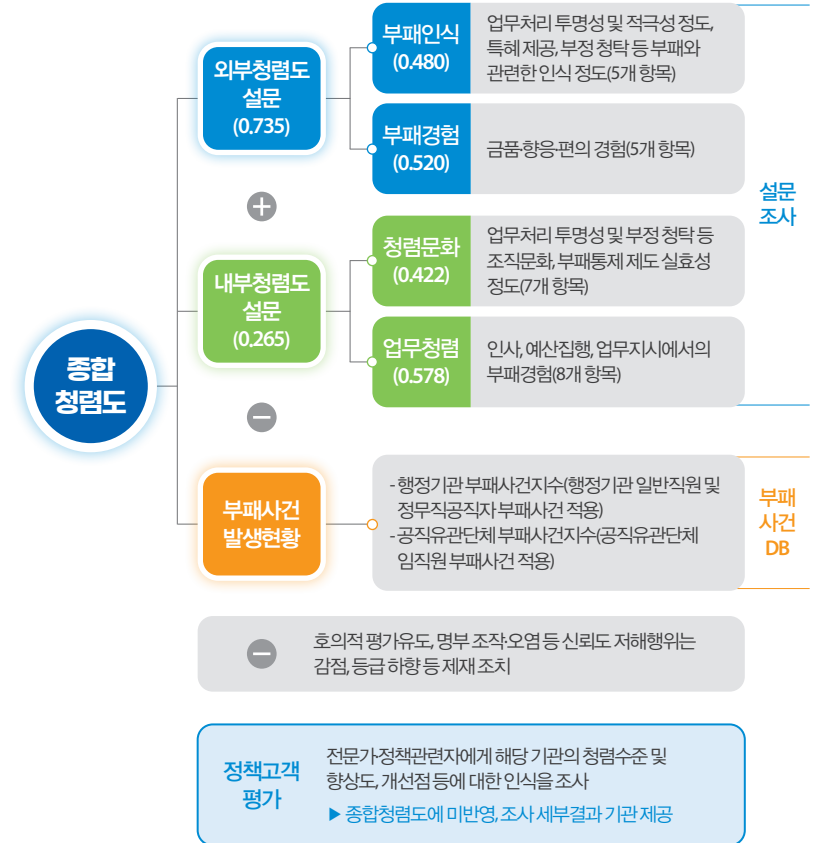 종합
청렴도
외부청렴도
설문
(0.735)
부패인식
(0.480)
업무처리 투명성 및 적극성 정도,
특혜 제공, 부정 청탁 등 부패와
관련한 인식 정도(5개 항목)
부패경험
(0.520)
금품·향응·편의 경험(5개 항목)
+
내부청렴도
설문
(0.265)
청렴문화
(0.422)
업무처리 투명성 및 부정 청탁 등
조직문화, 부패통제 제도 실효성
정도(7개 항목)
업무청렴
(0.578)
인사, 예산집행, 업무지시에서의
부패경험(8개 항목)
설문
조사
−
부패사건
발생현황
- 행정기관 부패사건지수(행정기관 일반직원 및
정무직공직자 부패사건 적용)
- 공직유관단체 부패사건지수(공직유관단체
임직원 부패사건 적용)
부패
사건
DB
−
호의적 평가유도, 명부 조작·오염 등 신뢰도 저해행위는
감점, 등급 하향 등 제재 조치
정책고객
평가
전문가·정책관련자에게 해당 기관의 청렴수준 및
향상도, 개선점 등에 대한 인식을 조사
▶ 종합청렴도에 미반영, 조사 세부결과 기관 제공